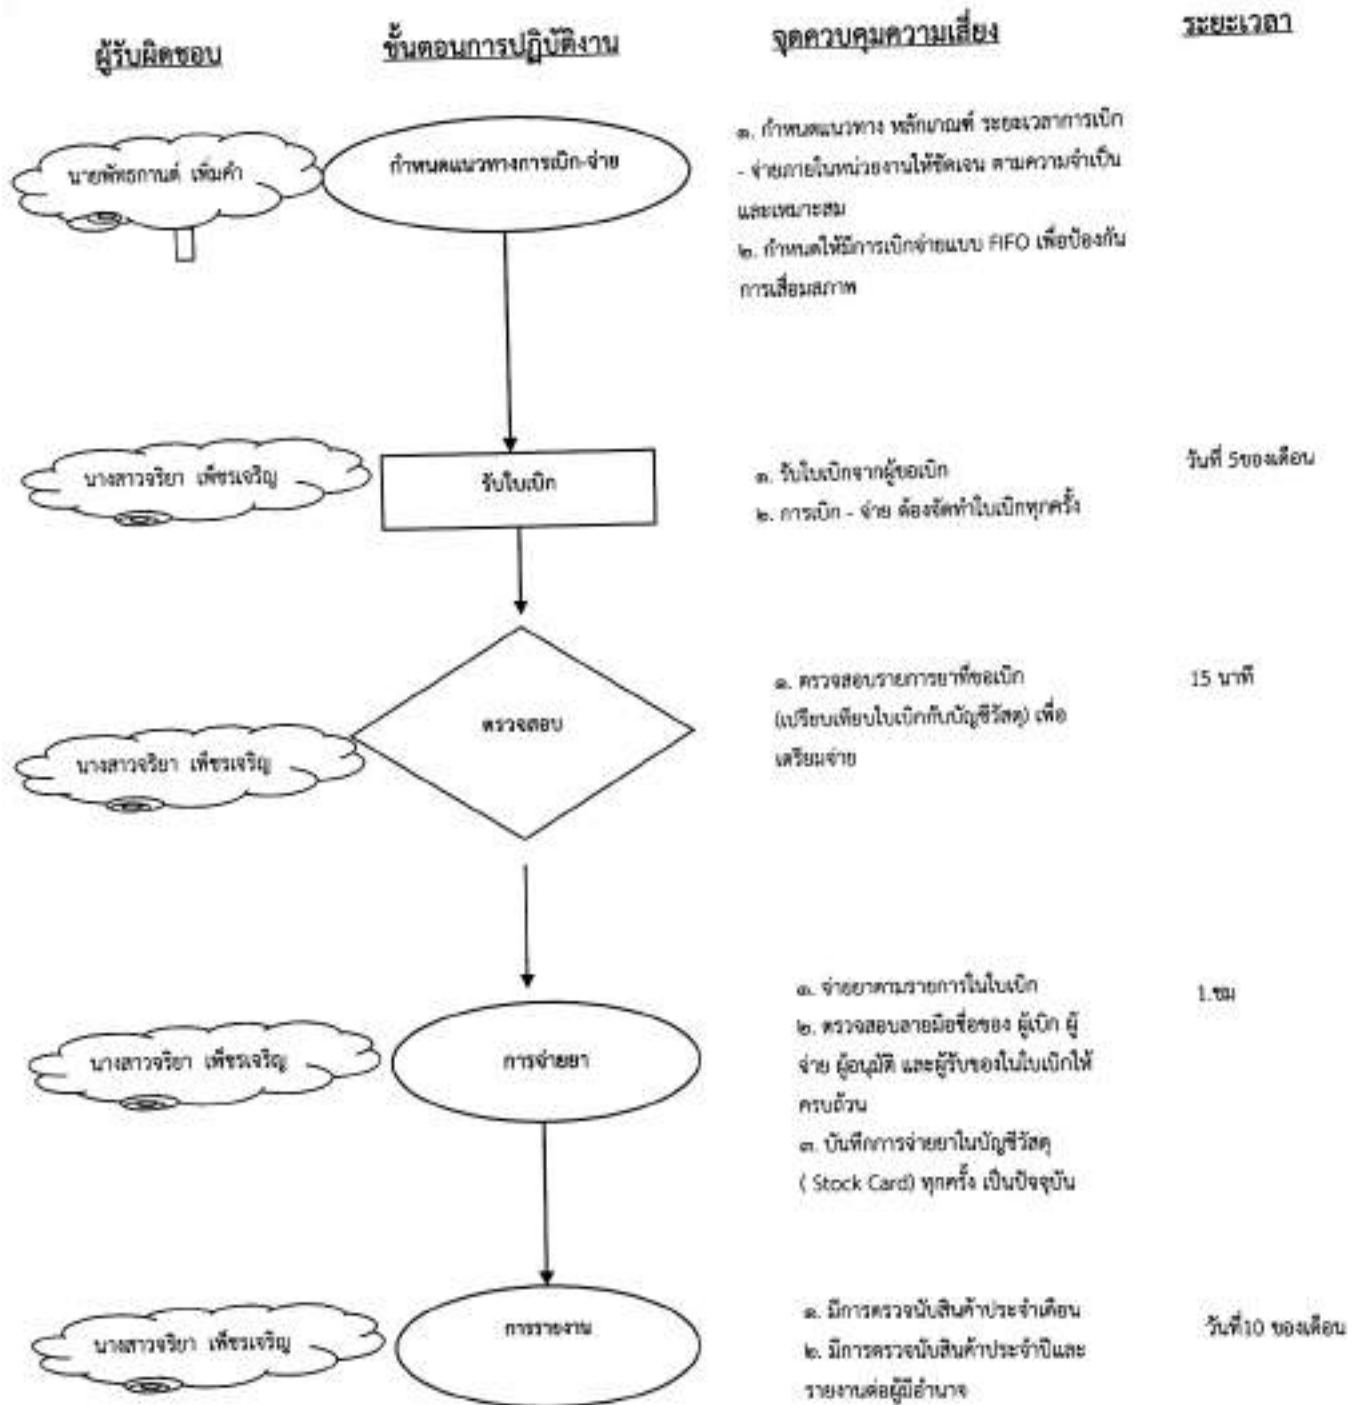 ผู้รับผิดชอบ
ขั้นตอนการปฏิบัติงาน
จุดควบคุมความเสี่ยง
ระยะเวลา
นายพัทธกานต์ เพิ่มคำ
กำหนดแนวทางการเบิก-จ่าย
๑. กำหนดแนวทาง หลักเกณฑ์ ระยะเวลาการเบิก
- จ่ายภายในหน่วยงานให้ชัดเจน ตามความจำเป็น
และเหมาะสม
๒. กำหนดให้มีการเบิกจ่ายแบบ FIFO เพื่อป้องกัน
การเสื่อมสภาพ
นางสาวจริยา เพ็ชรเจริญ
รับใบเบิก
๑. รับใบเบิกจากผู้ขอเบิก
๒. การเบิก - จ่าย ต้องจัดทำใบเบิกทุกครั้ง
วันที่ 5ของเดือน
นางสาวจริยา เพ็ชรเจริญ
ตรวจสอบ
๑. ตรวจสอบรายการยาที่ขอเบิก
(เปรียบเทียบใบเบิกกับบัญชีวัสดุ) เพื่อ
เตรียมจ่าย
15 นาที
นางสาวจริยา เพ็ชรเจริญ
การจ่ายยา
๑. จ่ายยาตามรายการในใบเบิก
๒. ตรวจสอบลายมือชื่อของ ผู้เบิก ผู้
จ่าย ผู้อนุมัติ และผู้รับของในใบเบิกให้
ครบถ้วน
๓. บันทึกการจ่ายยาในบัญชีวัสดุ
( Stock Card) ทุกครั้ง เป็นปัจจุบัน
1.ชม
นางสาวจริยา เพ็ชรเจริญ
การรายงาน
๑. มีการตรวจนับสินค้าประจำเดือน
๒. มีการตรวจนับสินค้าประจำปีและ
รายงานต่อผู้มีอำนาจ
วันที่10 ของเดือน